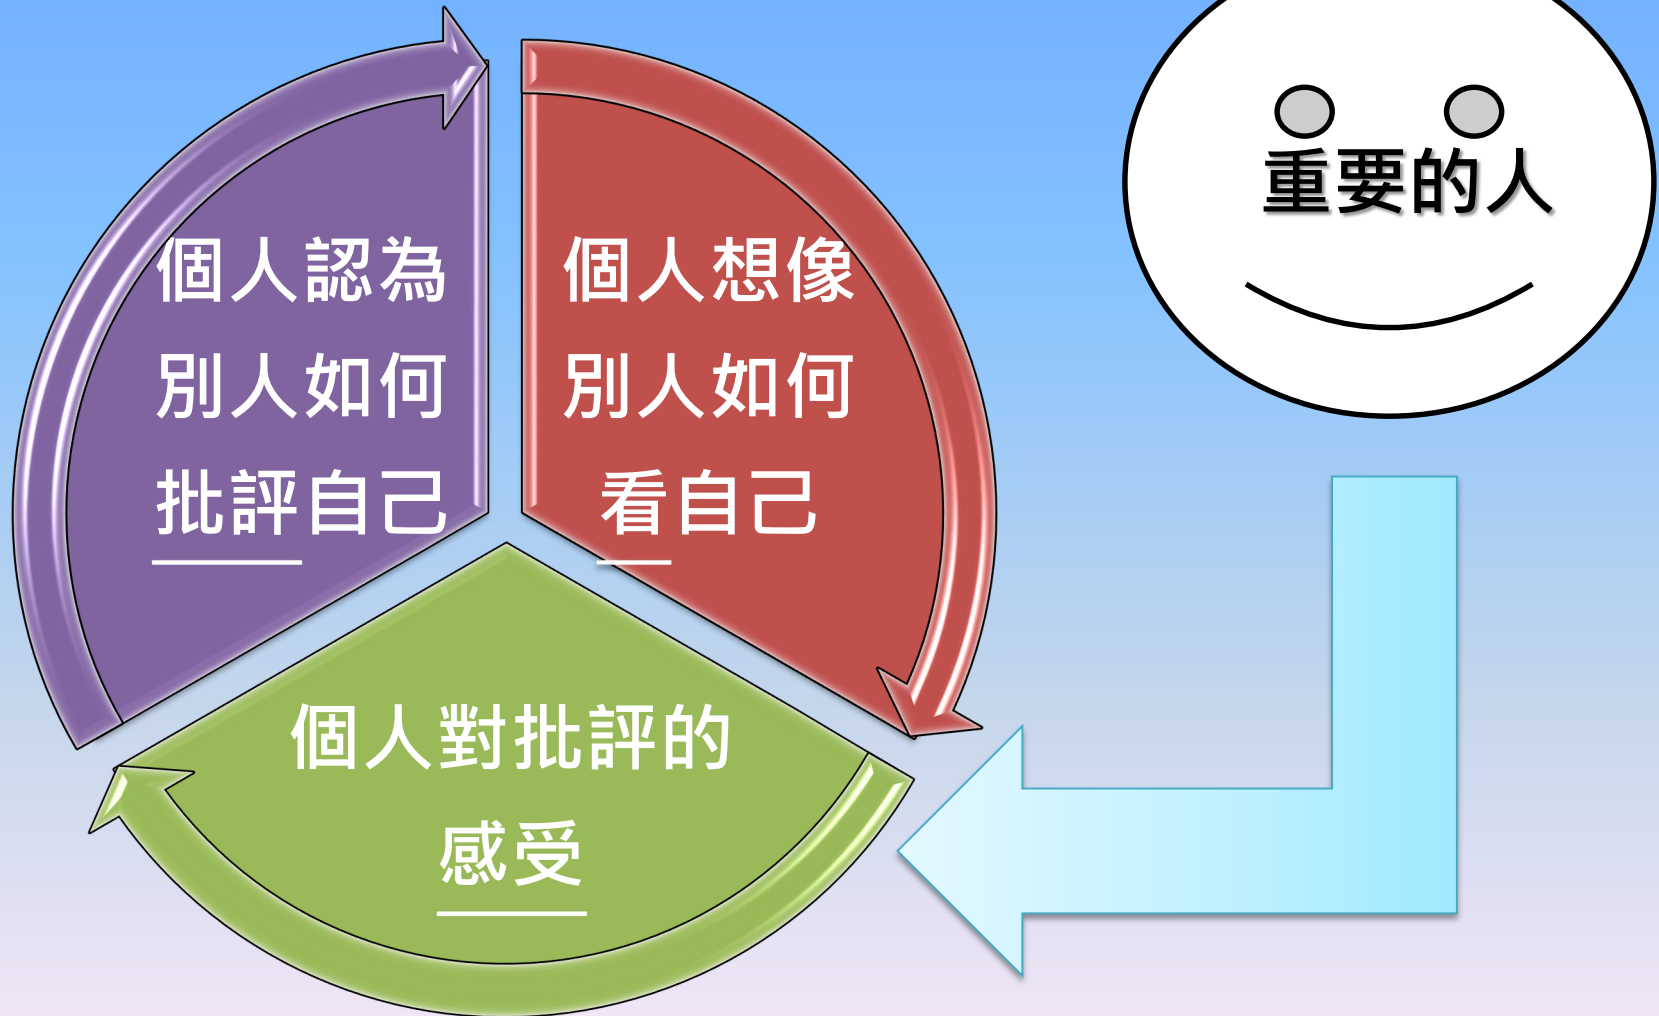 個人認為
別人如何
批評自己
個人想像
別人如何
看自己
個人對批評的
感受
重要的人